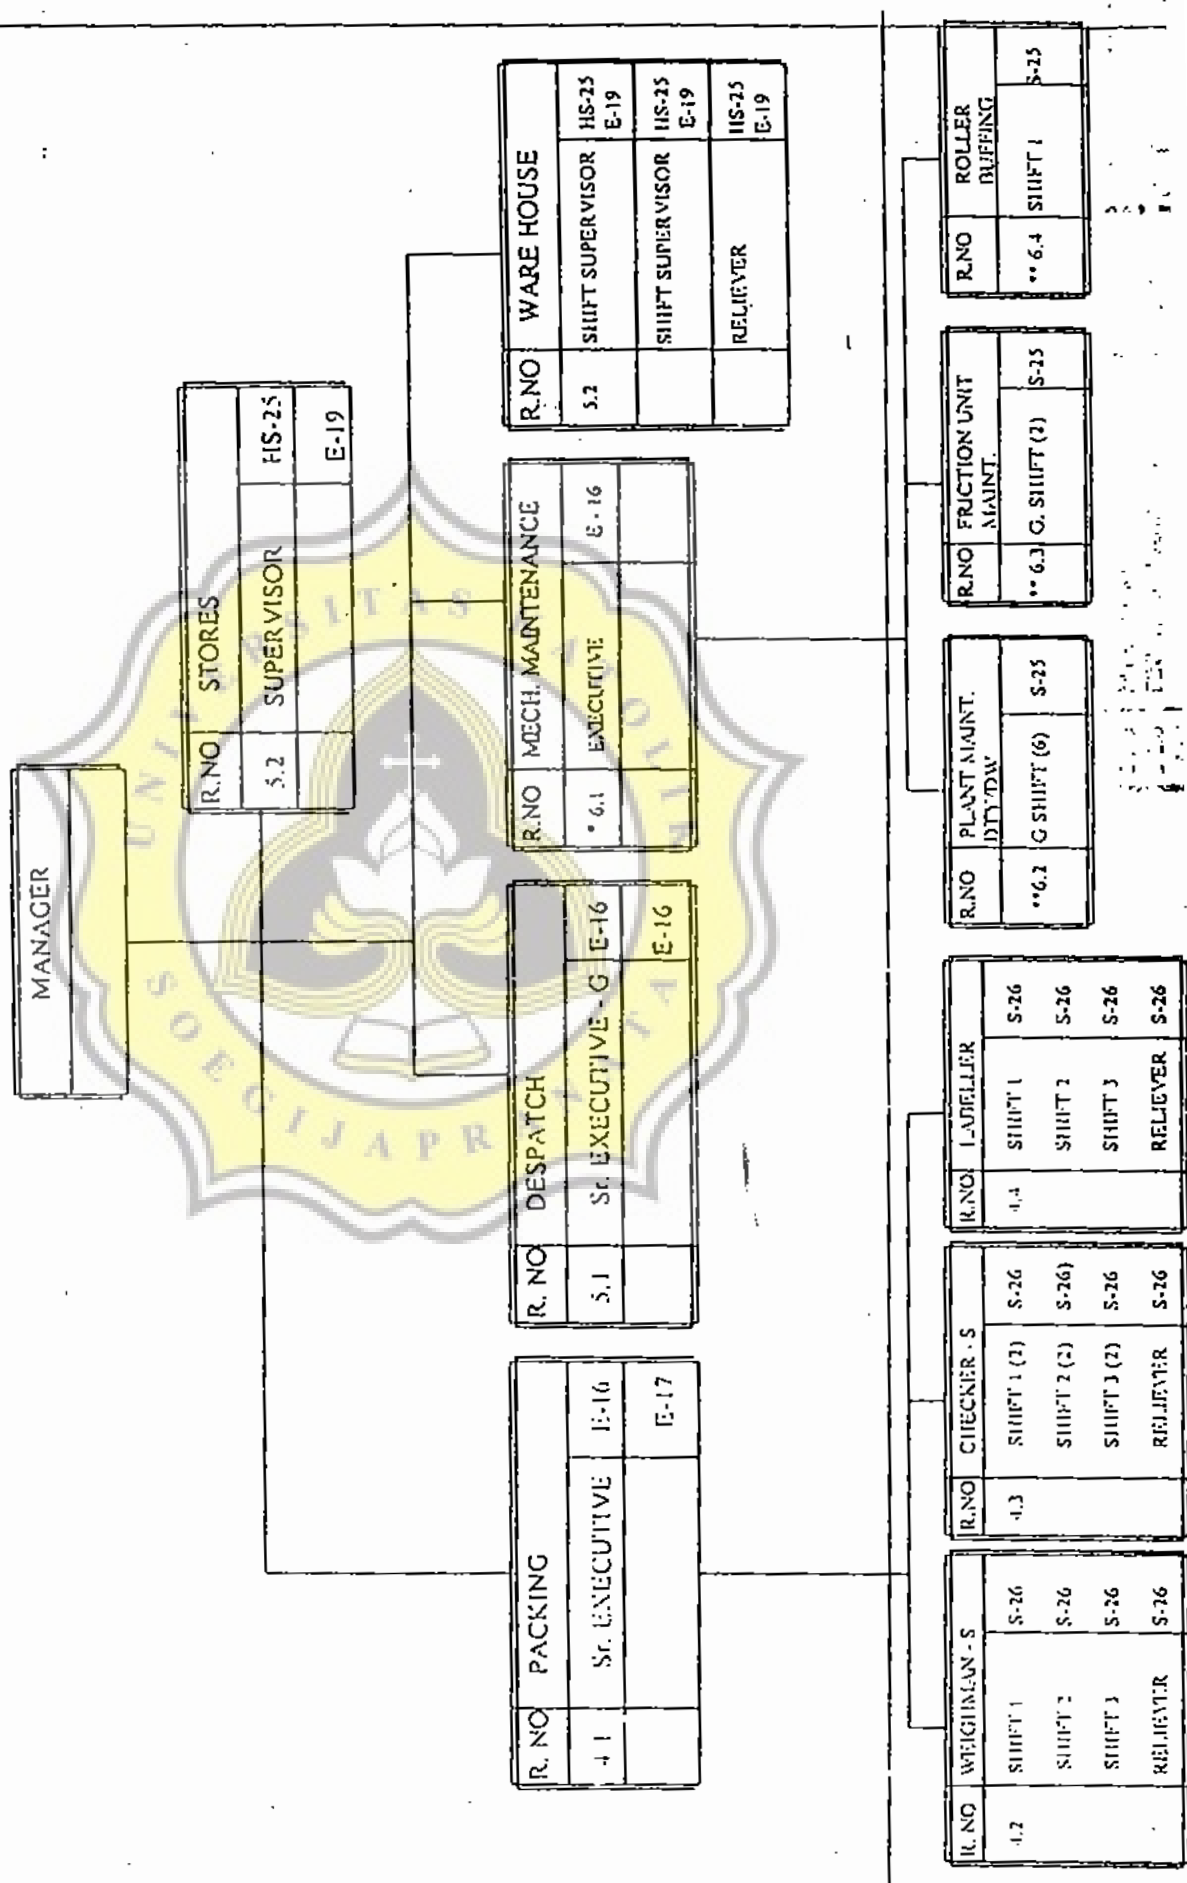 MANAGER
R.NO STORES
5.2 SUPERVISOR HS-25
E-19
R. NO PACKING
4.1 Sr. EXECUTIVE E-16
E-17
R. NO DESPATCH
5.1 Sr. EXECUTIVE - G E-16
E-16
R.NO MECH. MAINTENANCE
* 6.1 EXECUTIVE E - 16
R.NO WARE HOUSE
5.2 SHIFT SUPERVISOR HS-25
E-19
SHIFT SUPERVISOR HS-25
E-19
RELIEVER HS-25
E-19
R. NO WEIGHMAN - S
4.2 SHIFT 1 S-26
SHIFT 2 S-26
SHIFT 3 S-26
RELIEVER S-26
R.NO CHECKER - S
4.3 SHIFT 1 (2) S-26
SHIFT 2 (2) S-26)
SHIFT 3 (2) S-26
RELIEVER S-26
R.NO LABELLER
4.4 SHIFT 1 S-26
SHIFT 2 S-26
SHIFT 3 S-26
RELIEVER S-26
R.NO PLANT MAINT.
**6.2 G SHIFT (6) S-25
R.NO FRICTION UNIT
MAINT.
** 6.3 G. SHIFT (2) S-25
R.NO ROLLER
BUFFING
** 6.4 SHIFT 1 S-25
UNIVERSITAS KATOLIK
SOEGIJAPRANATA